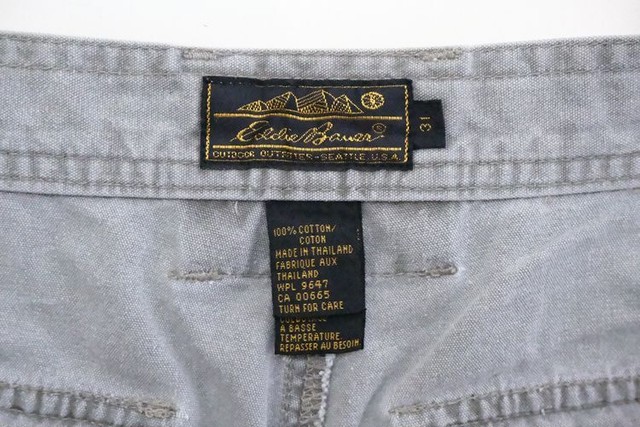 Eddie Bauer®
OUTDOOR OUTFITTER-SEATTLE, U.S.A.
31
100% COTTON/
COTON
MADE IN THAILAND
FABRIQUE AUX
THAILAND
WPL 9647
CA 00665
TURN FOR CARE
A BASSE
TEMPERATURE
REPASSER AU BESOIN.